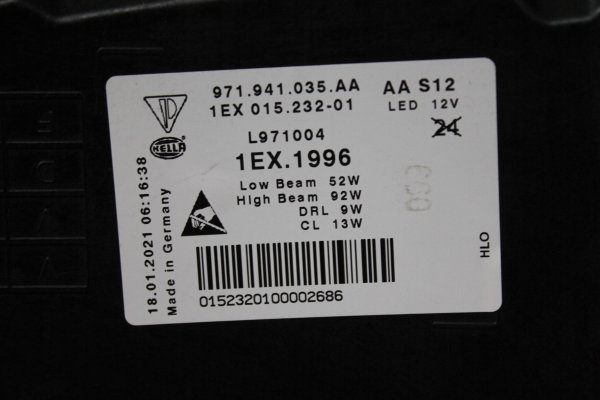 971.941.035.AA AA S12
1EX 015.232-01 LED 12V
L971004 24
HELLA 1EX.1996
Low Beam 52W
High Beam 92W
DRL 9W
CL 13W
0152320100002686
18.01.2021 06:16:38
Made in Germany
HLO